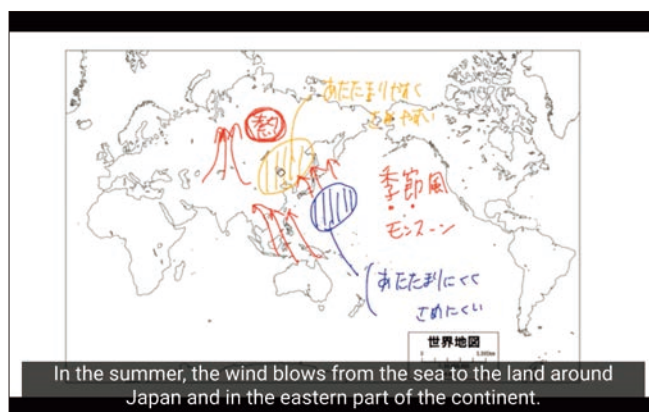 あたたまりやすく
さめやすい
熱
季節風
モンスーン
あたたまりにくく
さめにくい
世界地図
0
5,000km
In the summer, the wind blows from the sea to the land around
Japan and in the eastern part of the continent.